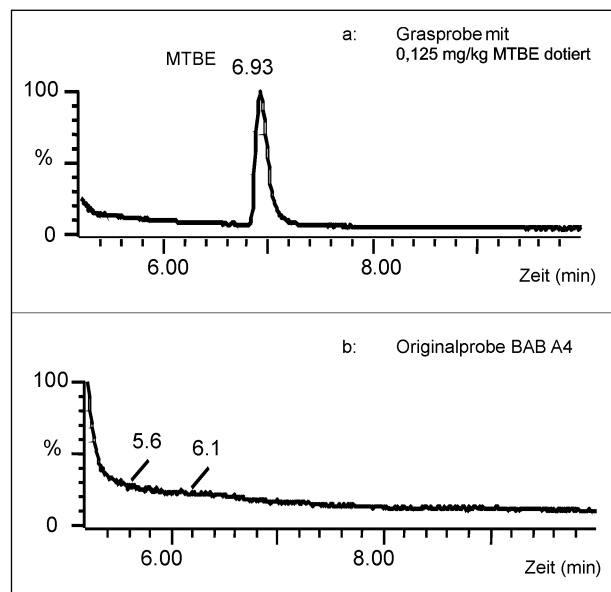 a: Grasprobe mit
0,125 mg/kg MTBE dotiert
MTBE 6.93
100
%
0
6.00 8.00
Zeit (min)
b: Originalprobe BAB A4
100
5.6 6.1
%
0
6.00 8.00
Zeit (min)